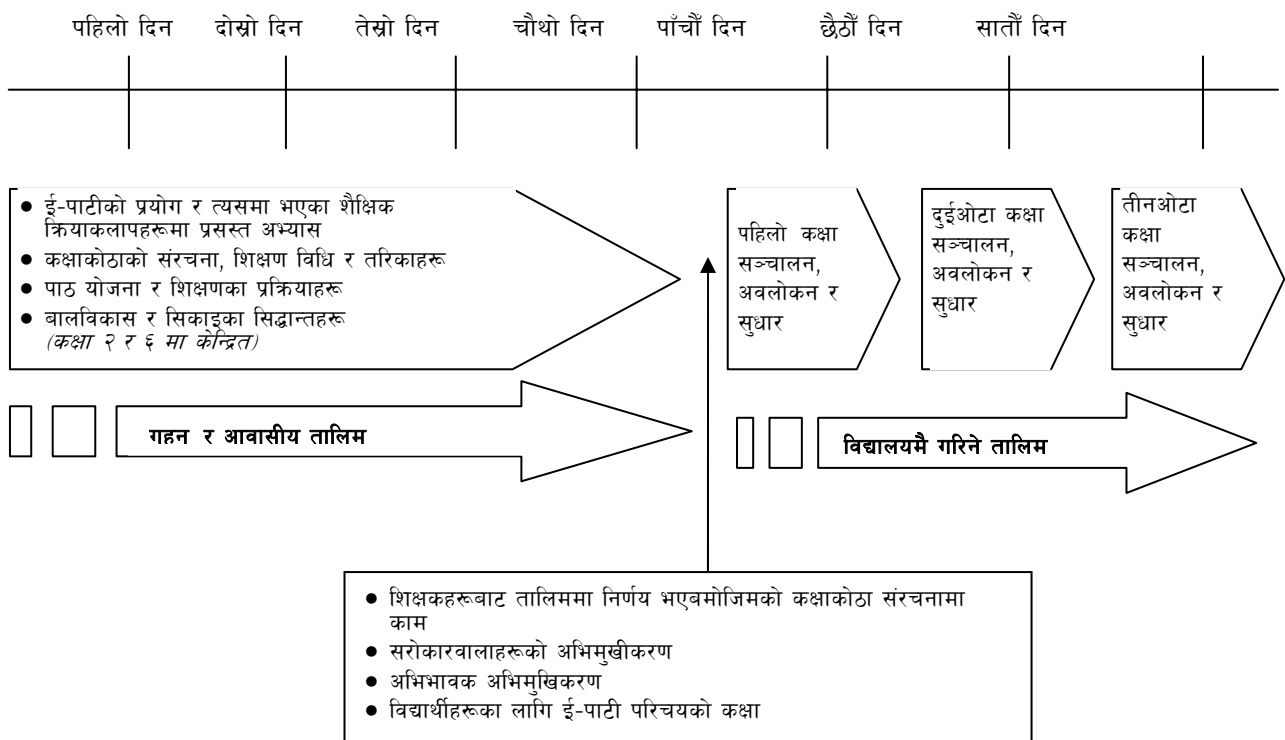 पहिलो दिन दोस्रो दिन तेस्रो दिन चौथो दिन पाँचौँ दिन छैठौँ दिन सातौँ दिन
● ई-पाटीको प्रयोग र त्यसमा भएका शैक्षिक
क्रियाकलापहरूमा प्रसस्त अभ्यास
● कक्षाकोठाको संरचना, शिक्षण विधि र तरिकाहरू
● पाठ योजना र शिक्षणका प्रक्रियाहरू
● बालविकास र सिकाइका सिद्धान्तहरू
(कक्षा २ र ६ मा केन्द्रित)
पहिलो कक्षा
सञ्चालन,
अवलोकन र
सुधार
दुईओटा कक्षा
सञ्चालन,
अवलोकन र
सुधार
तीनओटा
कक्षा
सञ्चालन,
अवलोकन र
सुधार
गहन र आवासीय तालिम
विद्यालयमै गरिने तालिम
● शिक्षकहरूबाट तालिममा निर्णय भएबमोजिमको कक्षाकोठा संरचनामा
काम
● सरोकारवालाहरूको अभिमुखीकरण
● अभिभावक अभिमुखिकरण
● विद्यार्थीहरूका लागि ई-पाटी परिचयको कक्षा